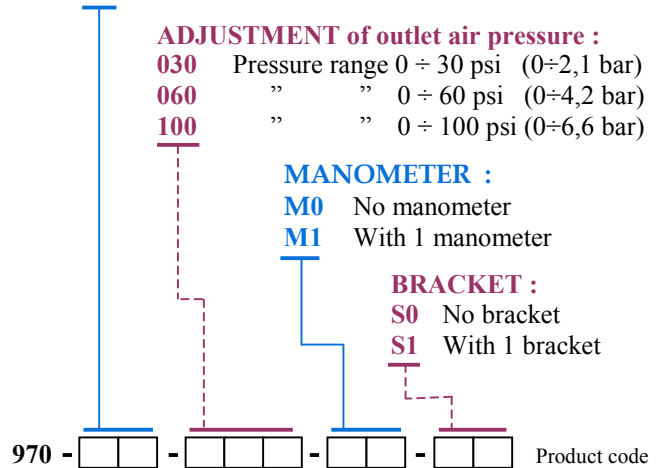 ADJUSTMENT of outlet air pressure :
030 Pressure range 0 ÷ 30 psi (0÷2,1 bar)
060 ” ” 0 ÷ 60 psi (0÷4,2 bar)
100 ” ” 0 ÷ 100 psi (0÷6,6 bar)
MANOMETER :
M0 No manometer
M1 With 1 manometer
BRACKET :
S0 No bracket
S1 With 1 bracket
970 - - - - Product code